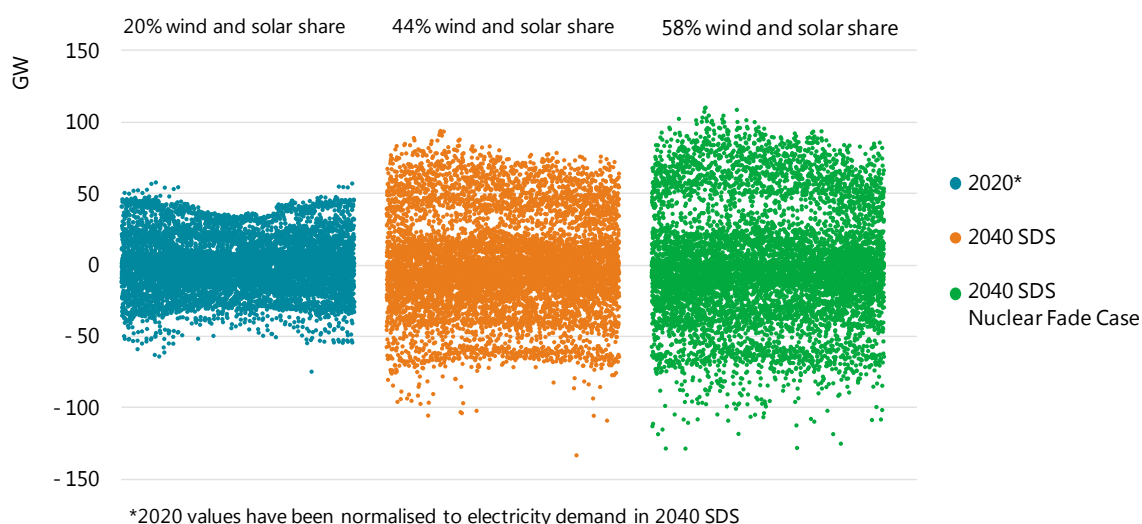 20% wind and solar share
44% wind and solar share
58% wind and solar share
GW
150
100
50
0
- 50
- 100
- 150
2020*
2040 SDS
2040 SDS
Nuclear Fade Case
*2020 values have been normalised to electricity demand in 2040 SDS